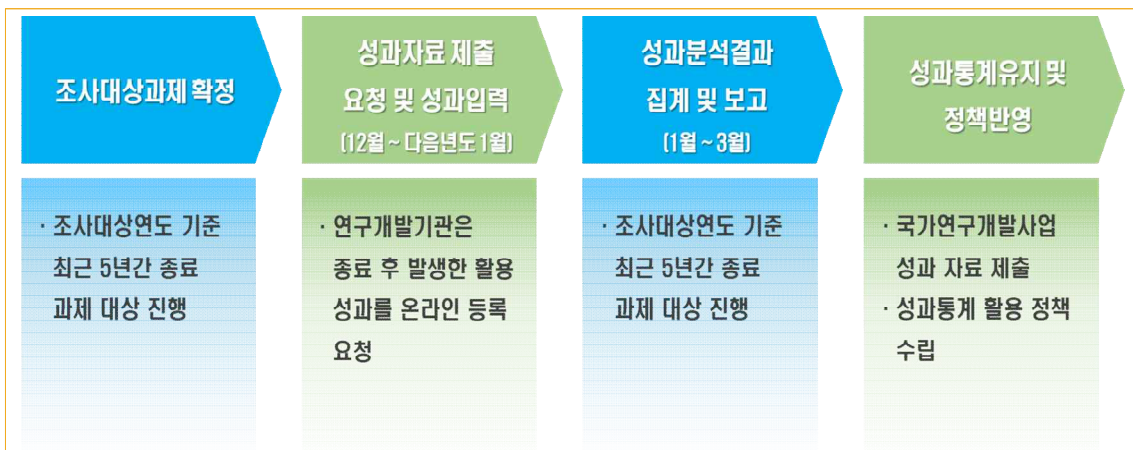 조사대상과제 확정
성과자료 제출
요청 및 성과입력
(12월 ~ 다음년도 1월)
성과분석결과
집계 및 보고
(1월 ~ 3월)
성과통계유지 및
정책반영
· 조사대상연도 기준
최근 5년간 종료
과제 대상 진행
· 연구개발기관은
종료 후 발생한 활용
성과를 온라인 등록
요청
· 조사대상연도 기준
최근 5년간 종료
과제 대상 진행
· 국가연구개발사업
성과 자료 제출
· 성과통계 활용 정책
수립